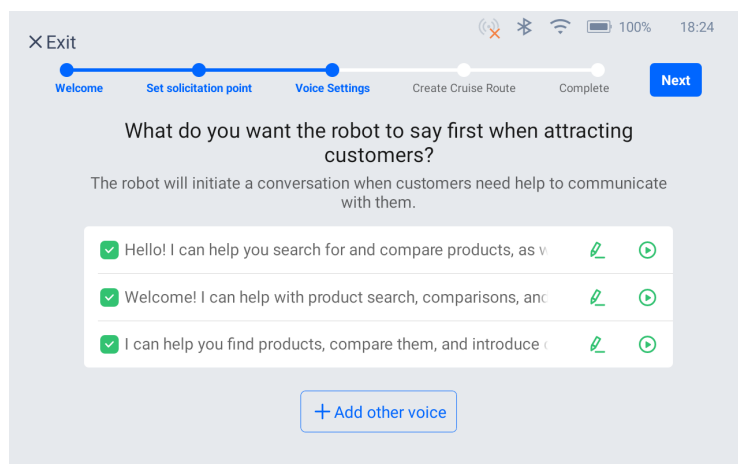 100%
18:24
Exit
Welcome
Set solicitation point
Voice Settings
Create Cruise Route
Complete
Next
What do you want the robot to say first when attracting
customers?
The robot will initiate a conversation when customers need help to communicate
with them.
Hello! I can help you search for and compare products, as
Welcome! I can help with product search, comparisons, and
I can help you find products, compare them, and introduce
Add other voice